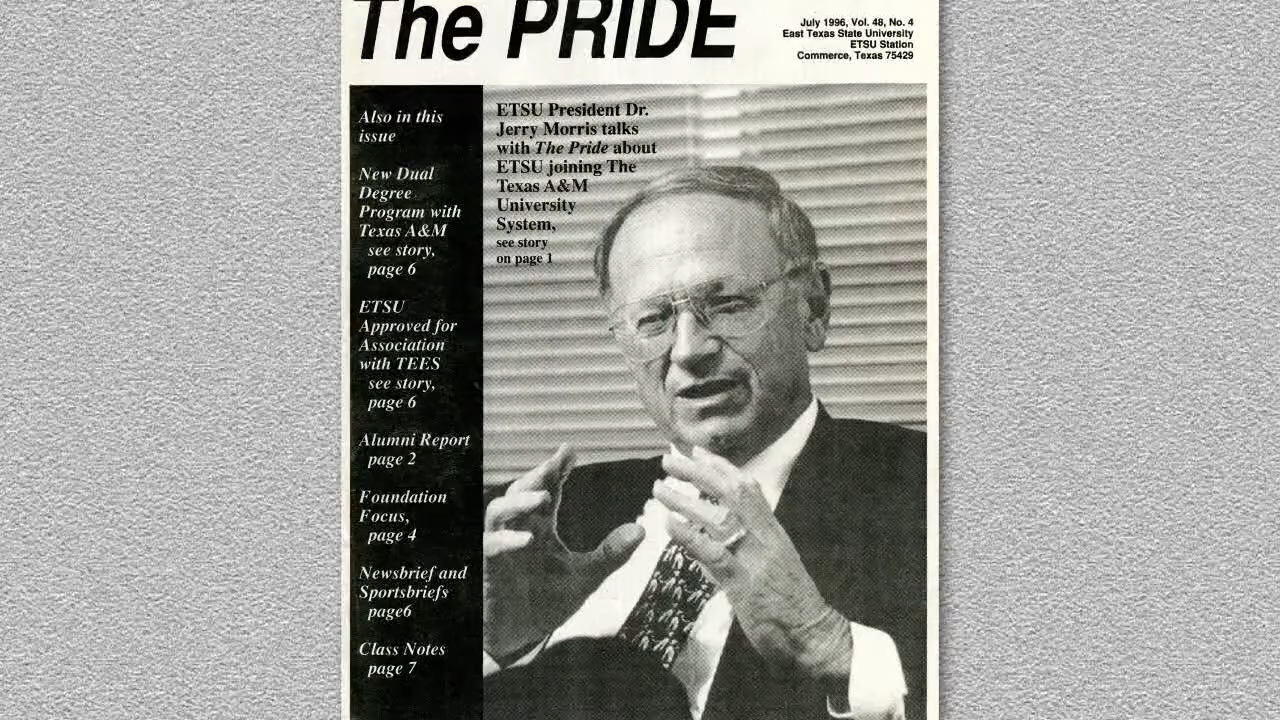 The PRIDE
July 1996, Vol. 48, No. 4
East Texas State University
ETSU Station
Commerce, Texas 75429
Also in this
issue
New Dual
Degree
Program with
Texas A&M
see story,
page 6
ETSU
Approved for
Association
with TEES
see story,
page 6
Alumni Report
page 2
Foundation
Focus,
page 4
Newsbrief and
Sportsbriefs
page6
Class Notes
page 7
ETSU President Dr.
Jerry Morris talks
with The Pride about
ETSU joining The
Texas A&M
University
System,
see story
on page 1